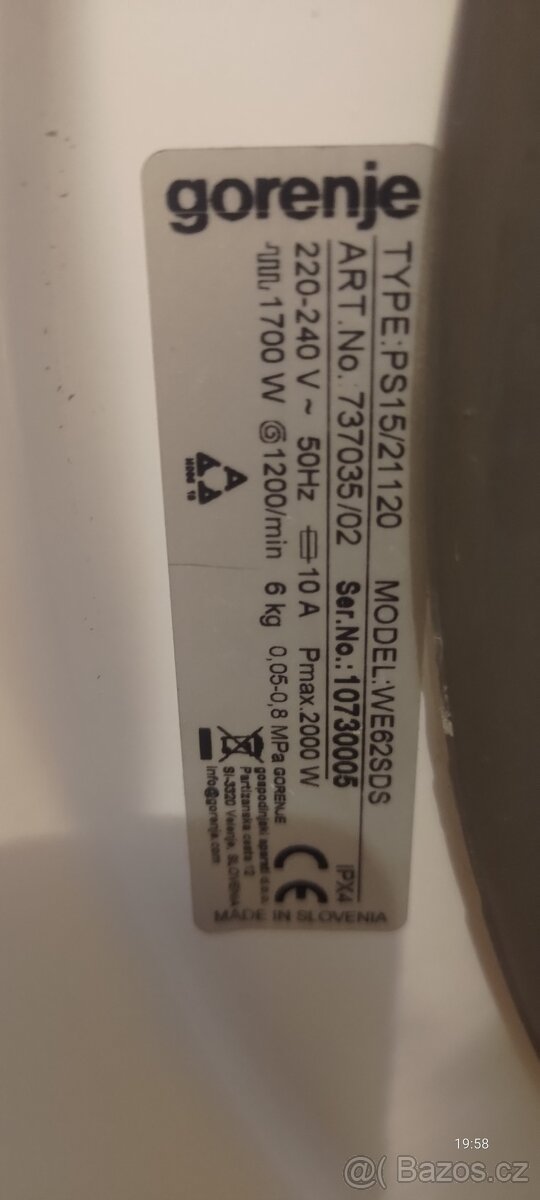 gorenje
TYPE:PS15/21120 MODEL:WE62SDS
ART.No.:737035/02 Ser.No.:10730005
IPX4
220-240 V ~ 50Hz 10 A Pmax.2000 W
1700 W 1200/min 6 kg 0,05-0,8 MPa
CE
A
GORENJE
gospodinjski aparati d.o.o.
Partizanska cesta 12
SI-3320 Velenje, SLOVENIA
info@gorenje.com
MADE IN SLOVENIA
19:58
@( Bazos.cz